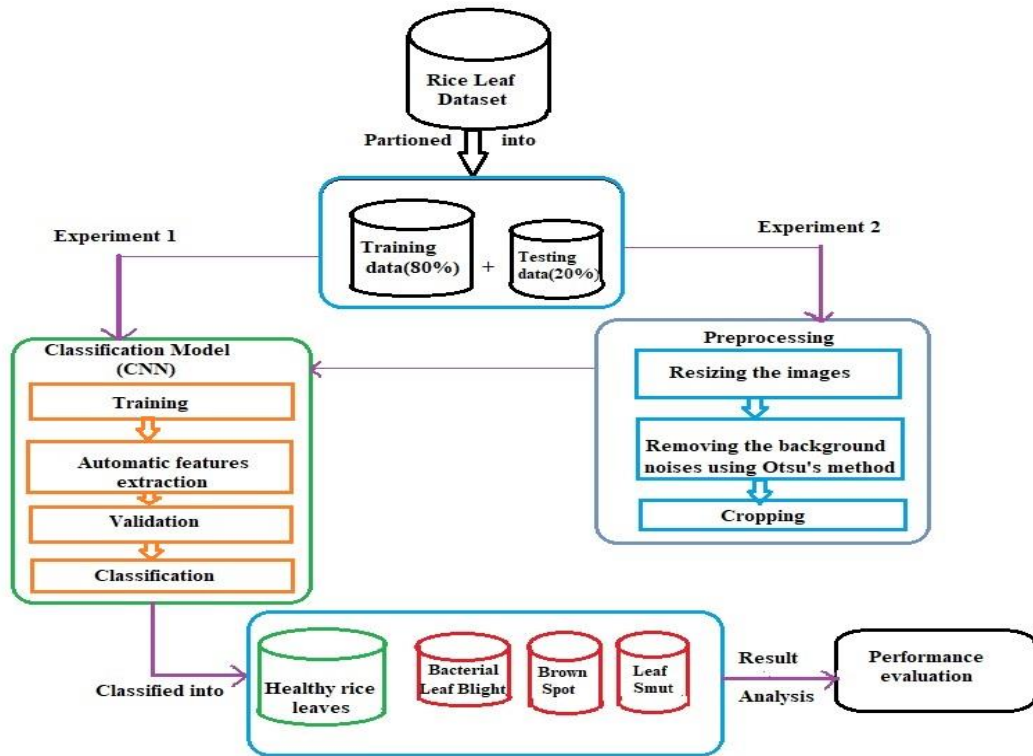 Rice Leaf
Dataset
Partioned into
Experiment 1
Experiment 2
Training
data(80%)
+
Testing
data(20%)
Classification Model
(CNN)
Training
Automatic features
extraction
Validation
Classification
Preprocessing
Resizing the images
Removing the background
noises using Otsu's method
Cropping
Classified into
Healthy rice
leaves
Bacterial
Leaf Blight
Brown
Spot
Leaf
Smut
Result
Analysis
Performance
evaluation